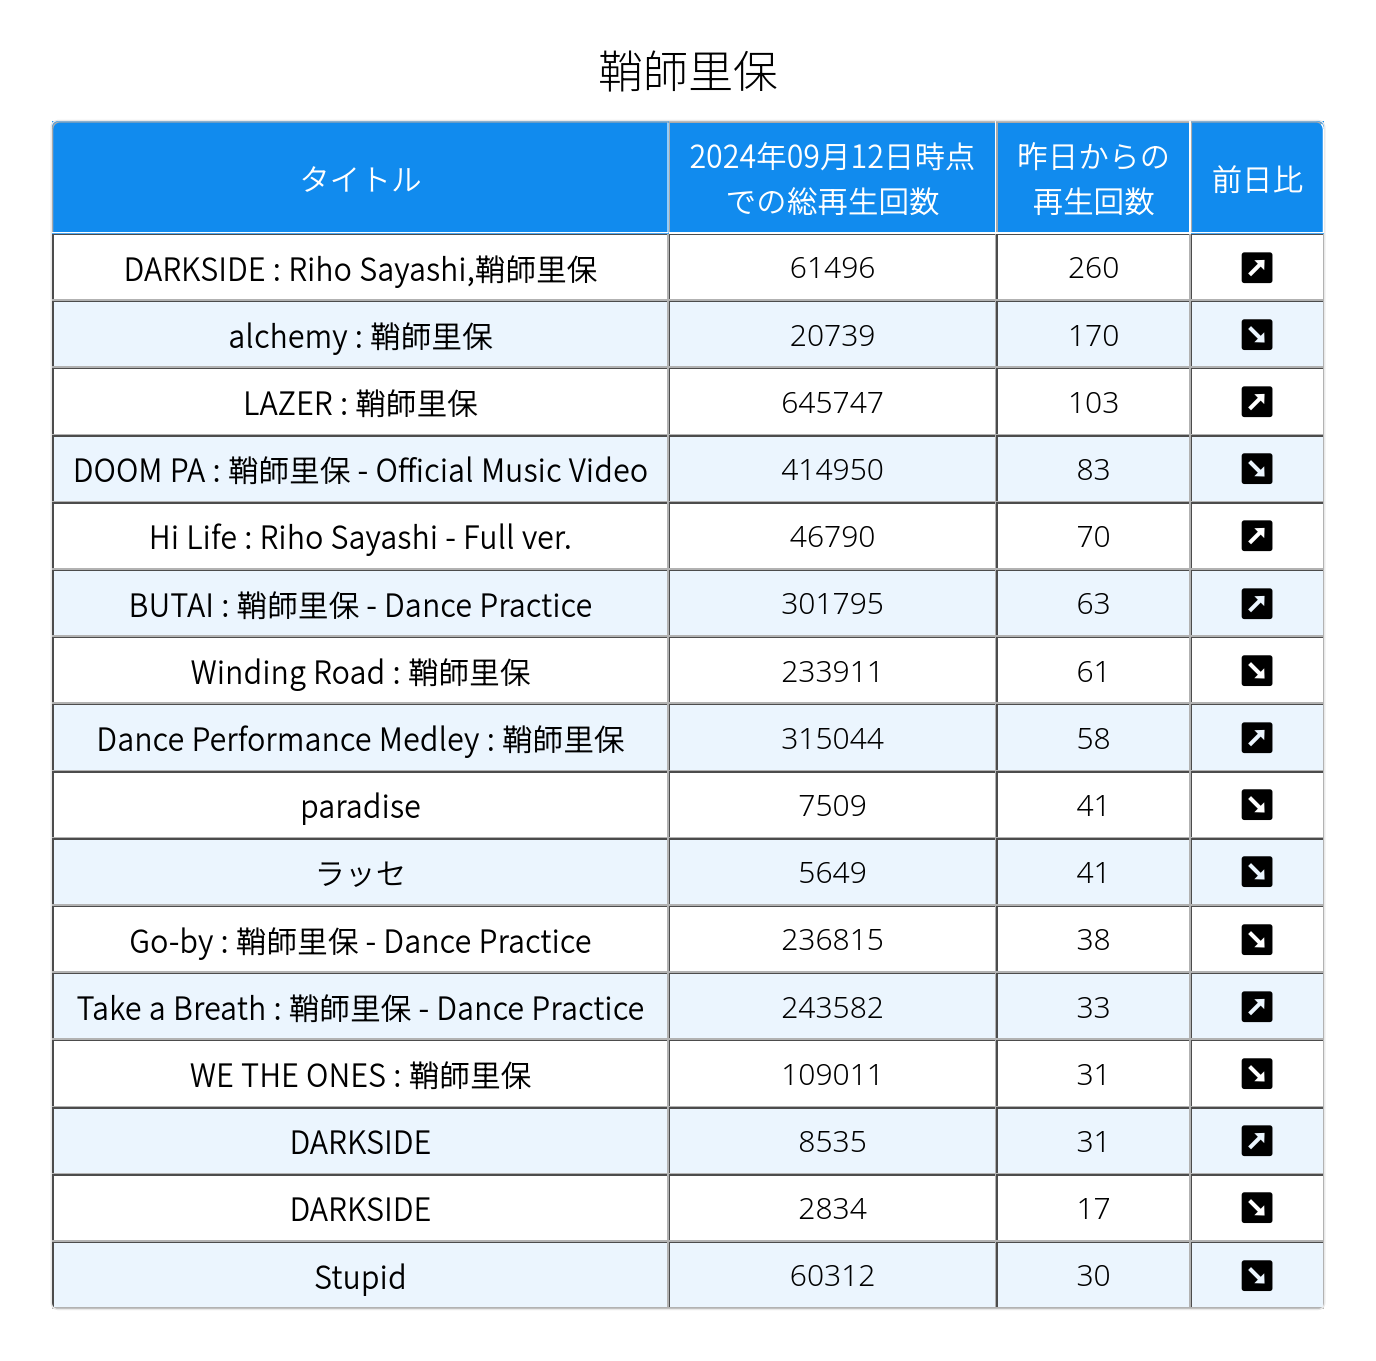 鞘師里保
タイトル 2024年09月12日時点での総再生回数 昨日からの再生回数 前日比
DARKSIDE : Riho Sayashi,鞘師里保 61496 260 ↗
alchemy : 鞘師里保 20739 170 ↘
LAZER : 鞘師里保 645747 103 ↗
DOOM PA : 鞘師里保 - Official Music Video 414950 83 ↘
Hi Life : Riho Sayashi - Full ver. 46790 70 ↗
BUTAI : 鞘師里保 - Dance Practice 301795 63 ↗
Winding Road : 鞘師里保 233911 61 ↘
Dance Performance Medley : 鞘師里保 315044 58 ↗
paradise 7509 41 ↘
ラッセ 5649 41 ↘
Go-by : 鞘師里保 - Dance Practice 236815 38 ↘
Take a Breath : 鞘師里保 - Dance Practice 243582 33 ↗
WE THE ONES : 鞘師里保 109011 31 ↘
DARKSIDE 8535 31 ↗
DARKSIDE 2834 17 ↘
Stupid 60312 30 ↘